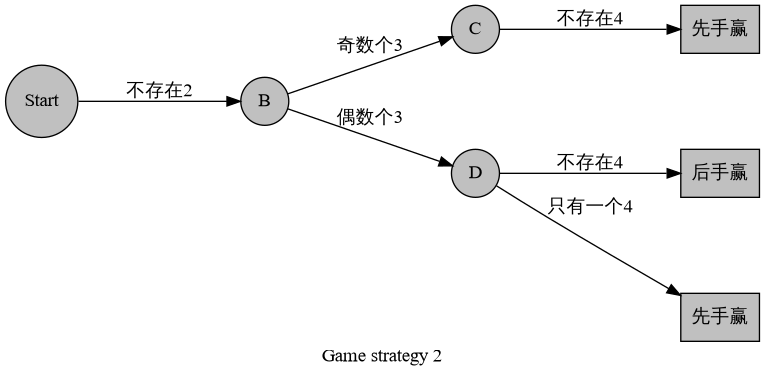 Start
不存在2
B
奇数个3
偶数个3
C
不存在4
先手赢
D
不存在4
后手赢
只有一个4
先手赢
Game strategy 2